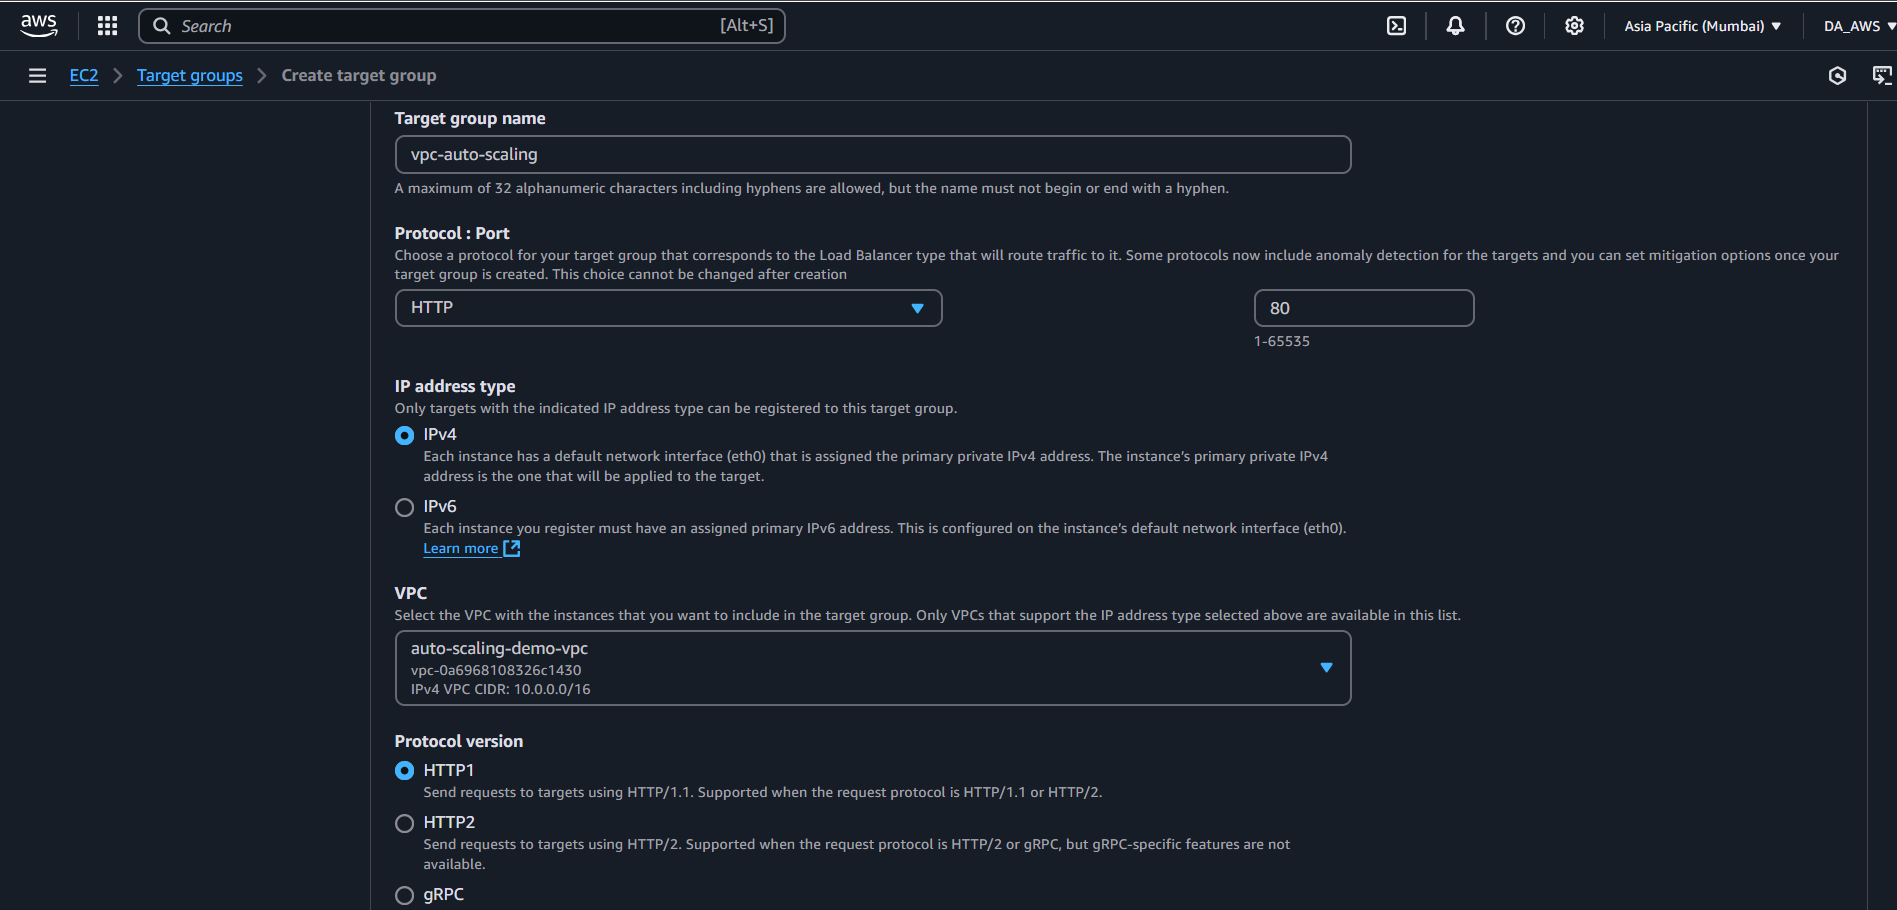 aws
Search
[Alt+S]
Asia Pacific (Mumbai)
DA_AWS
EC2
Target groups
Create target group
Target group name
vpc-auto-scaling
A maximum of 32 alphanumeric characters including hyphens are allowed, but the name must not begin or end with a hyphen.
Protocol : Port
Choose a protocol for your target group that corresponds to the Load Balancer type that will route traffic to it. Some protocols now include anomaly detection for the targets and you can set mitigation options once your
target group is created. This choice cannot be changed after creation
HTTP
80
1-65535
IP address type
Only targets with the indicated IP address type can be registered to this target group.
IPv4
Each instance has a default network interface (eth0) that is assigned the primary private IPv4 address. The instance's primary private IPv4
address is the one that will be applied to the target.
IPv6
Each instance you register must have an assigned primary IPv6 address. This is configured on the instance's default network interface (eth0).
Learn more
VPC
Select the VPC with the instances that you want to include in the target group. Only VPCs that support the IP address type selected above are available in this list.
auto-scaling-demo-vpc
vpc-0a6968108326c1430
IPv4 VPC CIDR: 10.0.0.0/16
Protocol version
HTTP1
Send requests to targets using HTTP/1.1. Supported when the request protocol is HTTP/1.1 or HTTP/2.
HTTP2
Send requests to targets using HTTP/2. Supported when the request protocol is HTTP/2 or gRPC, but gRPC-specific features are not
available.
gRPC